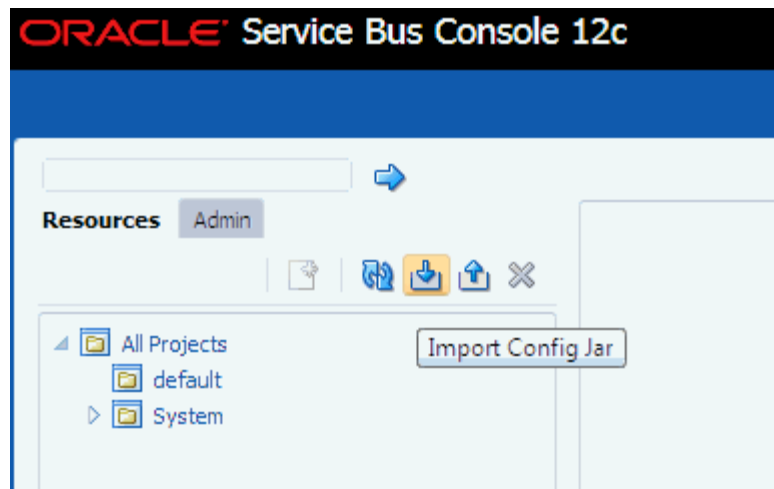 ORACLE Service Bus Console 12c
Resources Admin
All Projects
Import Config Jar
default
System